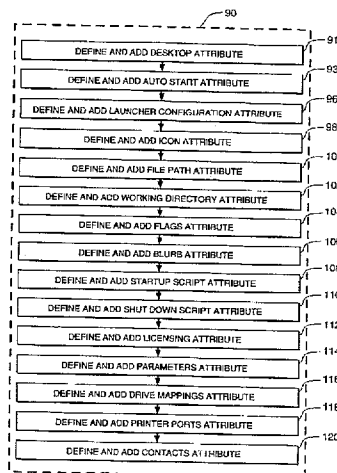 90
DEFINE AND ADD DESKTOP ATTRIBUTE
91
DEFINE AND ADD AUTO START ATTRIBUTE
93
DEFINE AND ADD LAUNCHER CONFIGURATION ATTRIBUTE
96
DEFINE AND ADD ICON ATTRIBUTE
98
DEFINE AND ADD FILE PATH ATTRIBUTE
DEFINE AND ADD WORKING DIRECTORY ATTRIBUTE
DEFINE AND ADD FLAGS ATTRIBUTE
DEFINE AND ADD BLURB ATTRIBUTE
DEFINE AND ADD STARTUP SCRIPT ATTRIBUTE
DEFINE AND ADD SHUT DOWN SCRIPT ATTRIBUTE
110
DEFINE AND ADD LICENSING ATTRIBUTE
112
DEFINE AND ADD PARAMETERS ATTRIBUTE
114
DEFINE AND ADD DRIVE MAPPINGS ATTRIBUTE
116
DEFINE AND ADD PRINTER PORTS ATTRIBUTE
118
DEFINE AND ADD CONTACTS ATTRIBUTE
120